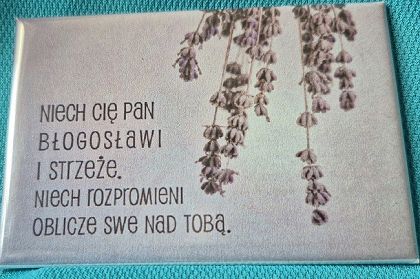 NIECH CIĘ PAN
BŁOGOSŁAWI
I STRZEŻE.
NIECH ROZPROMIENI
OBLICZE SWE NAD TOBĄ.